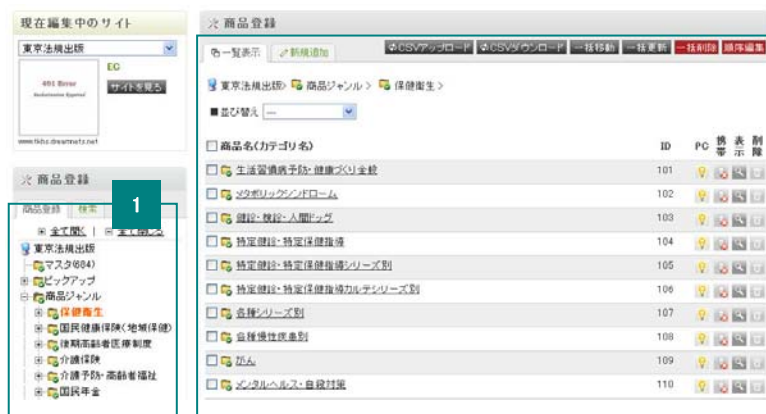 現在編集中のサイト
東京法規出版
401 Error
EC
サイトを見る
www.tkhs.dreamnets.net
商品登録
商品登録 検索
1
全て開く | 全て閉じる
東京法規出版
マスタ(684)
ピックアップ
商品ジャンル
保健衛生
国民健康保険(地域保健)
後期高齢者医療制度
介護保険
介護予防・高齢者福祉
国民年金
商品登録
一覧表示 新規追加 CSVアップロード CSVダウンロード 一括移動 一括更新 一括削除 順序編集
東京法規出版> 商品ジャンル > 保健衛生 >
■並び替え ---
商品名(カテゴリ名) ID PC 携帯 表示 削除
生活習慣病予防・健康づくり全般 101
メタボリックシンドローム 102
健診・検診・人間ドッグ 103
特定健診・特定保健指導 104
特定健診・特定保健指導シリーズ別 105
特定健診・特定保健指導カルテシリーズ別 106
各種シリーズ別 107
各種慢性疾患別 108
がん 109
メンタルヘルス・自殺対策 110